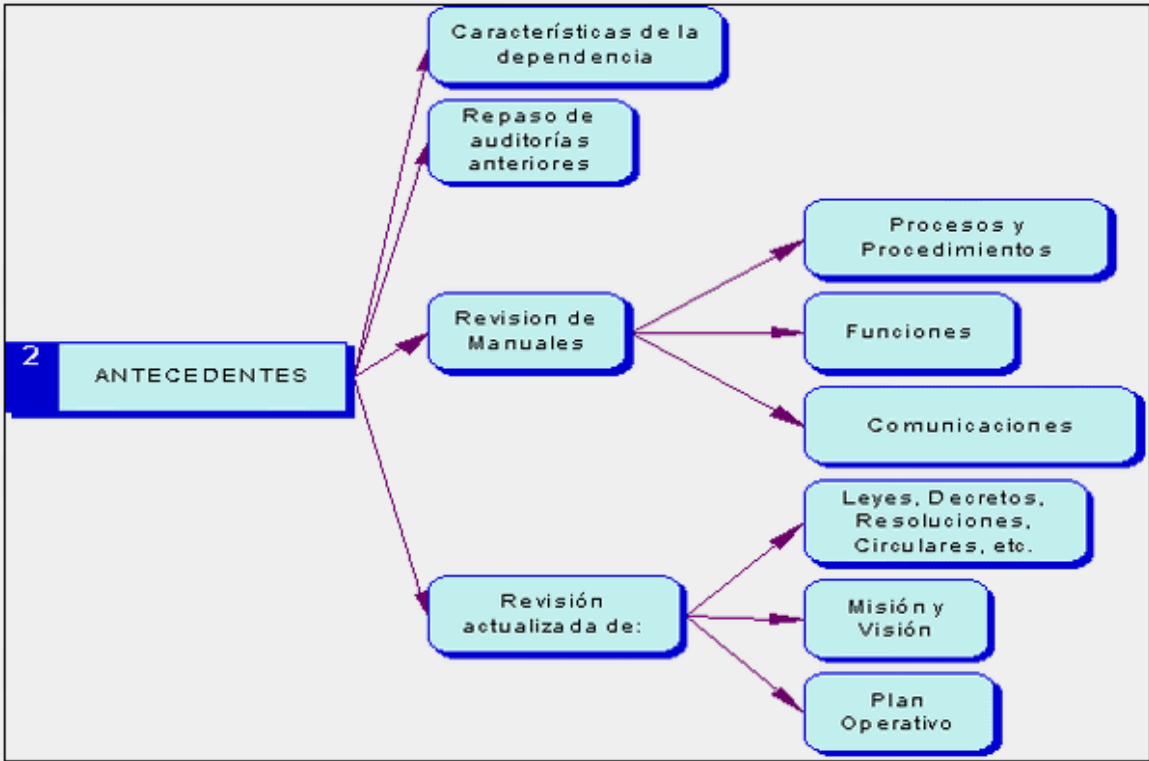 Características de la
dependencia
Repaso de
auditorías
anteriores
Procesos y
Procedimientos
Revision de
Manuales
Funciones
2
ANTECEDENTES
Comunicaciones
Leyes, Decretos,
Resoluciones,
Circulares, etc.
Revisión
actualizada de:
Misión y
Visión
Plan
Operativo